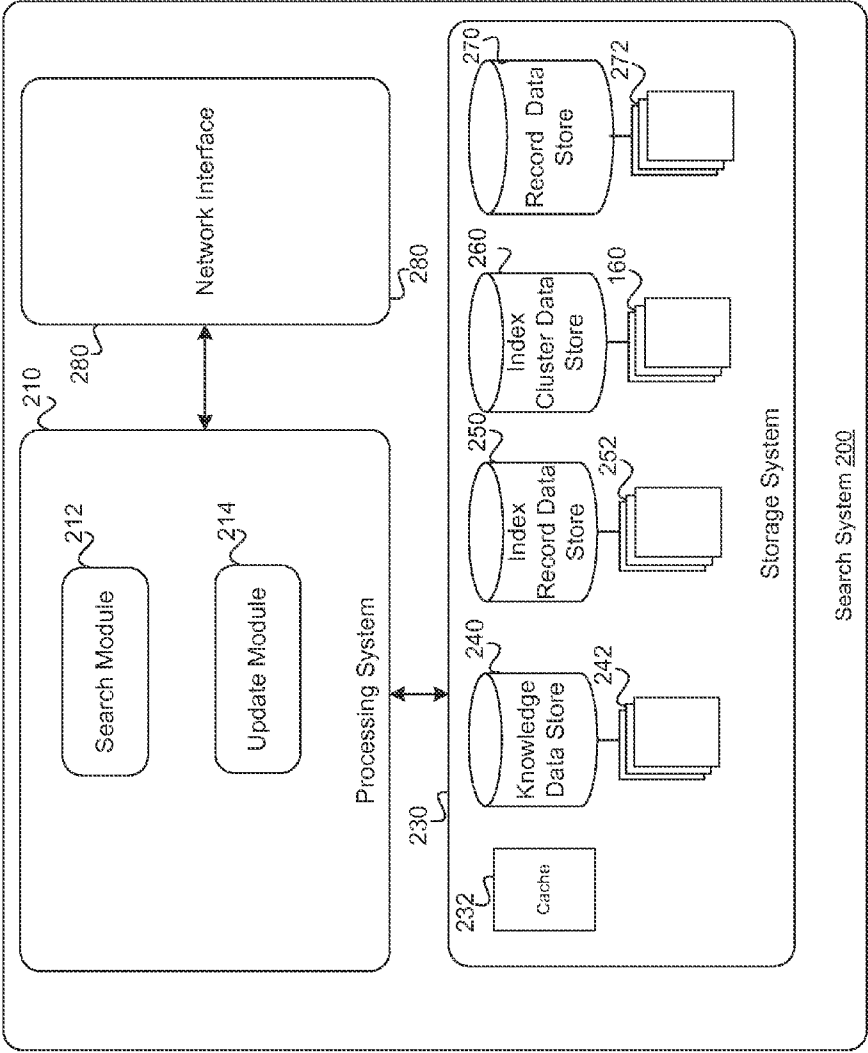 210
280
212
Search Module
214
Update Module
Processing System
Network Interface
280
230
232
Cache
240
Knowledge
Data Store
242
250
Index
Record Data
Store
252
260
Index
Cluster Data
Store
160
270
Record Data
Store
272
Storage System
Search System 200